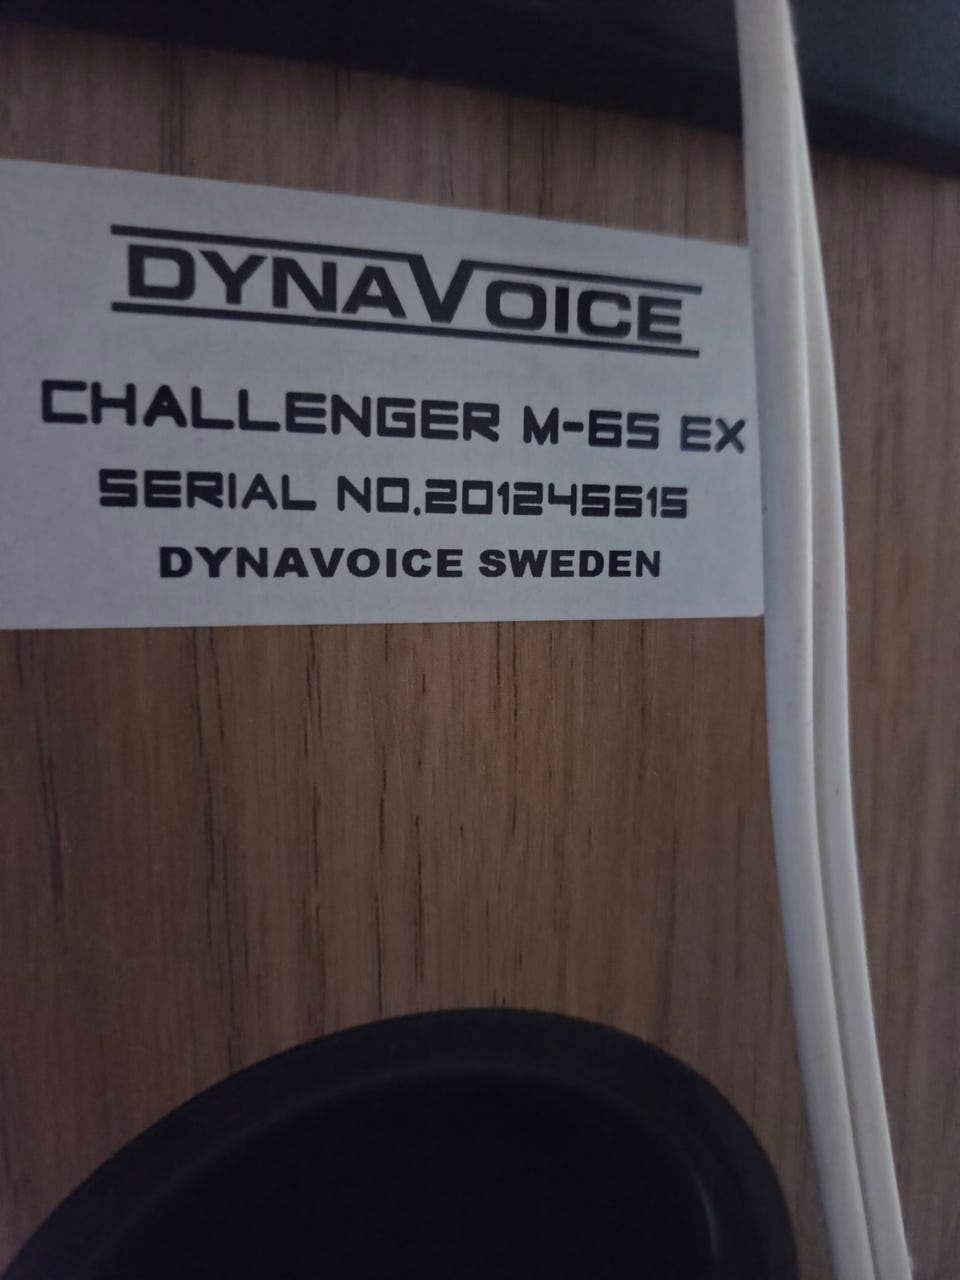 DYNAVOICE
CHALLENGER M-65 EX
SERIAL NO.201245515
DYNAVOICE SWEDEN